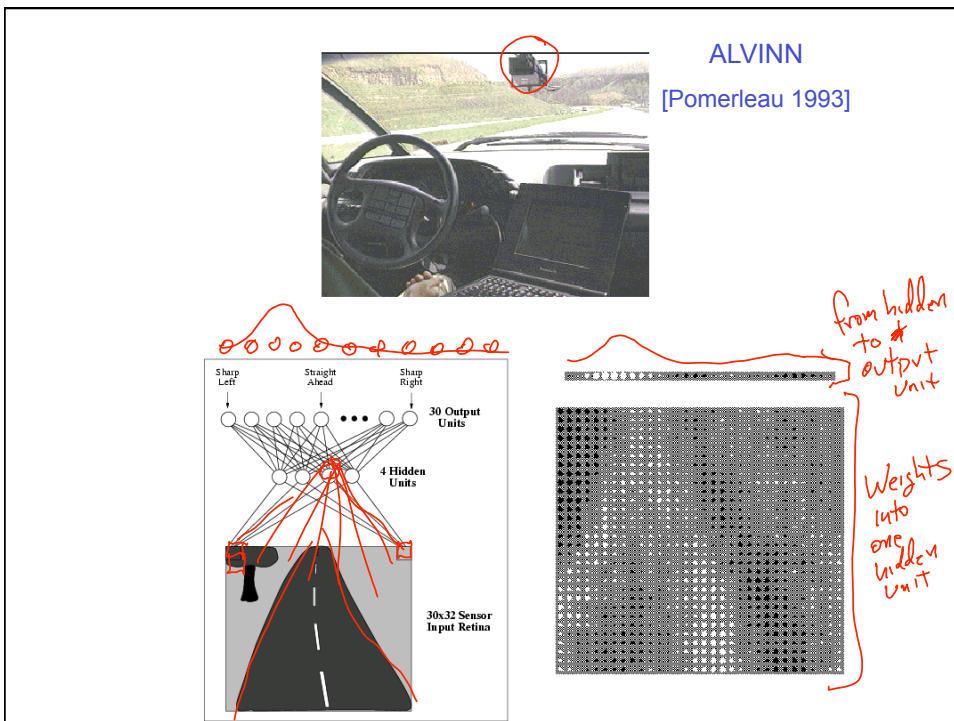 ALVINN
[Pomerleau 1993]
from hidden
to
output
unit
Sharp
Left
Straight
Ahead
Sharp
Right
30 Output
Units
4 Hidden
Units
30x32 Sensor
Input Retina
Weights
into
one
hidden
unit